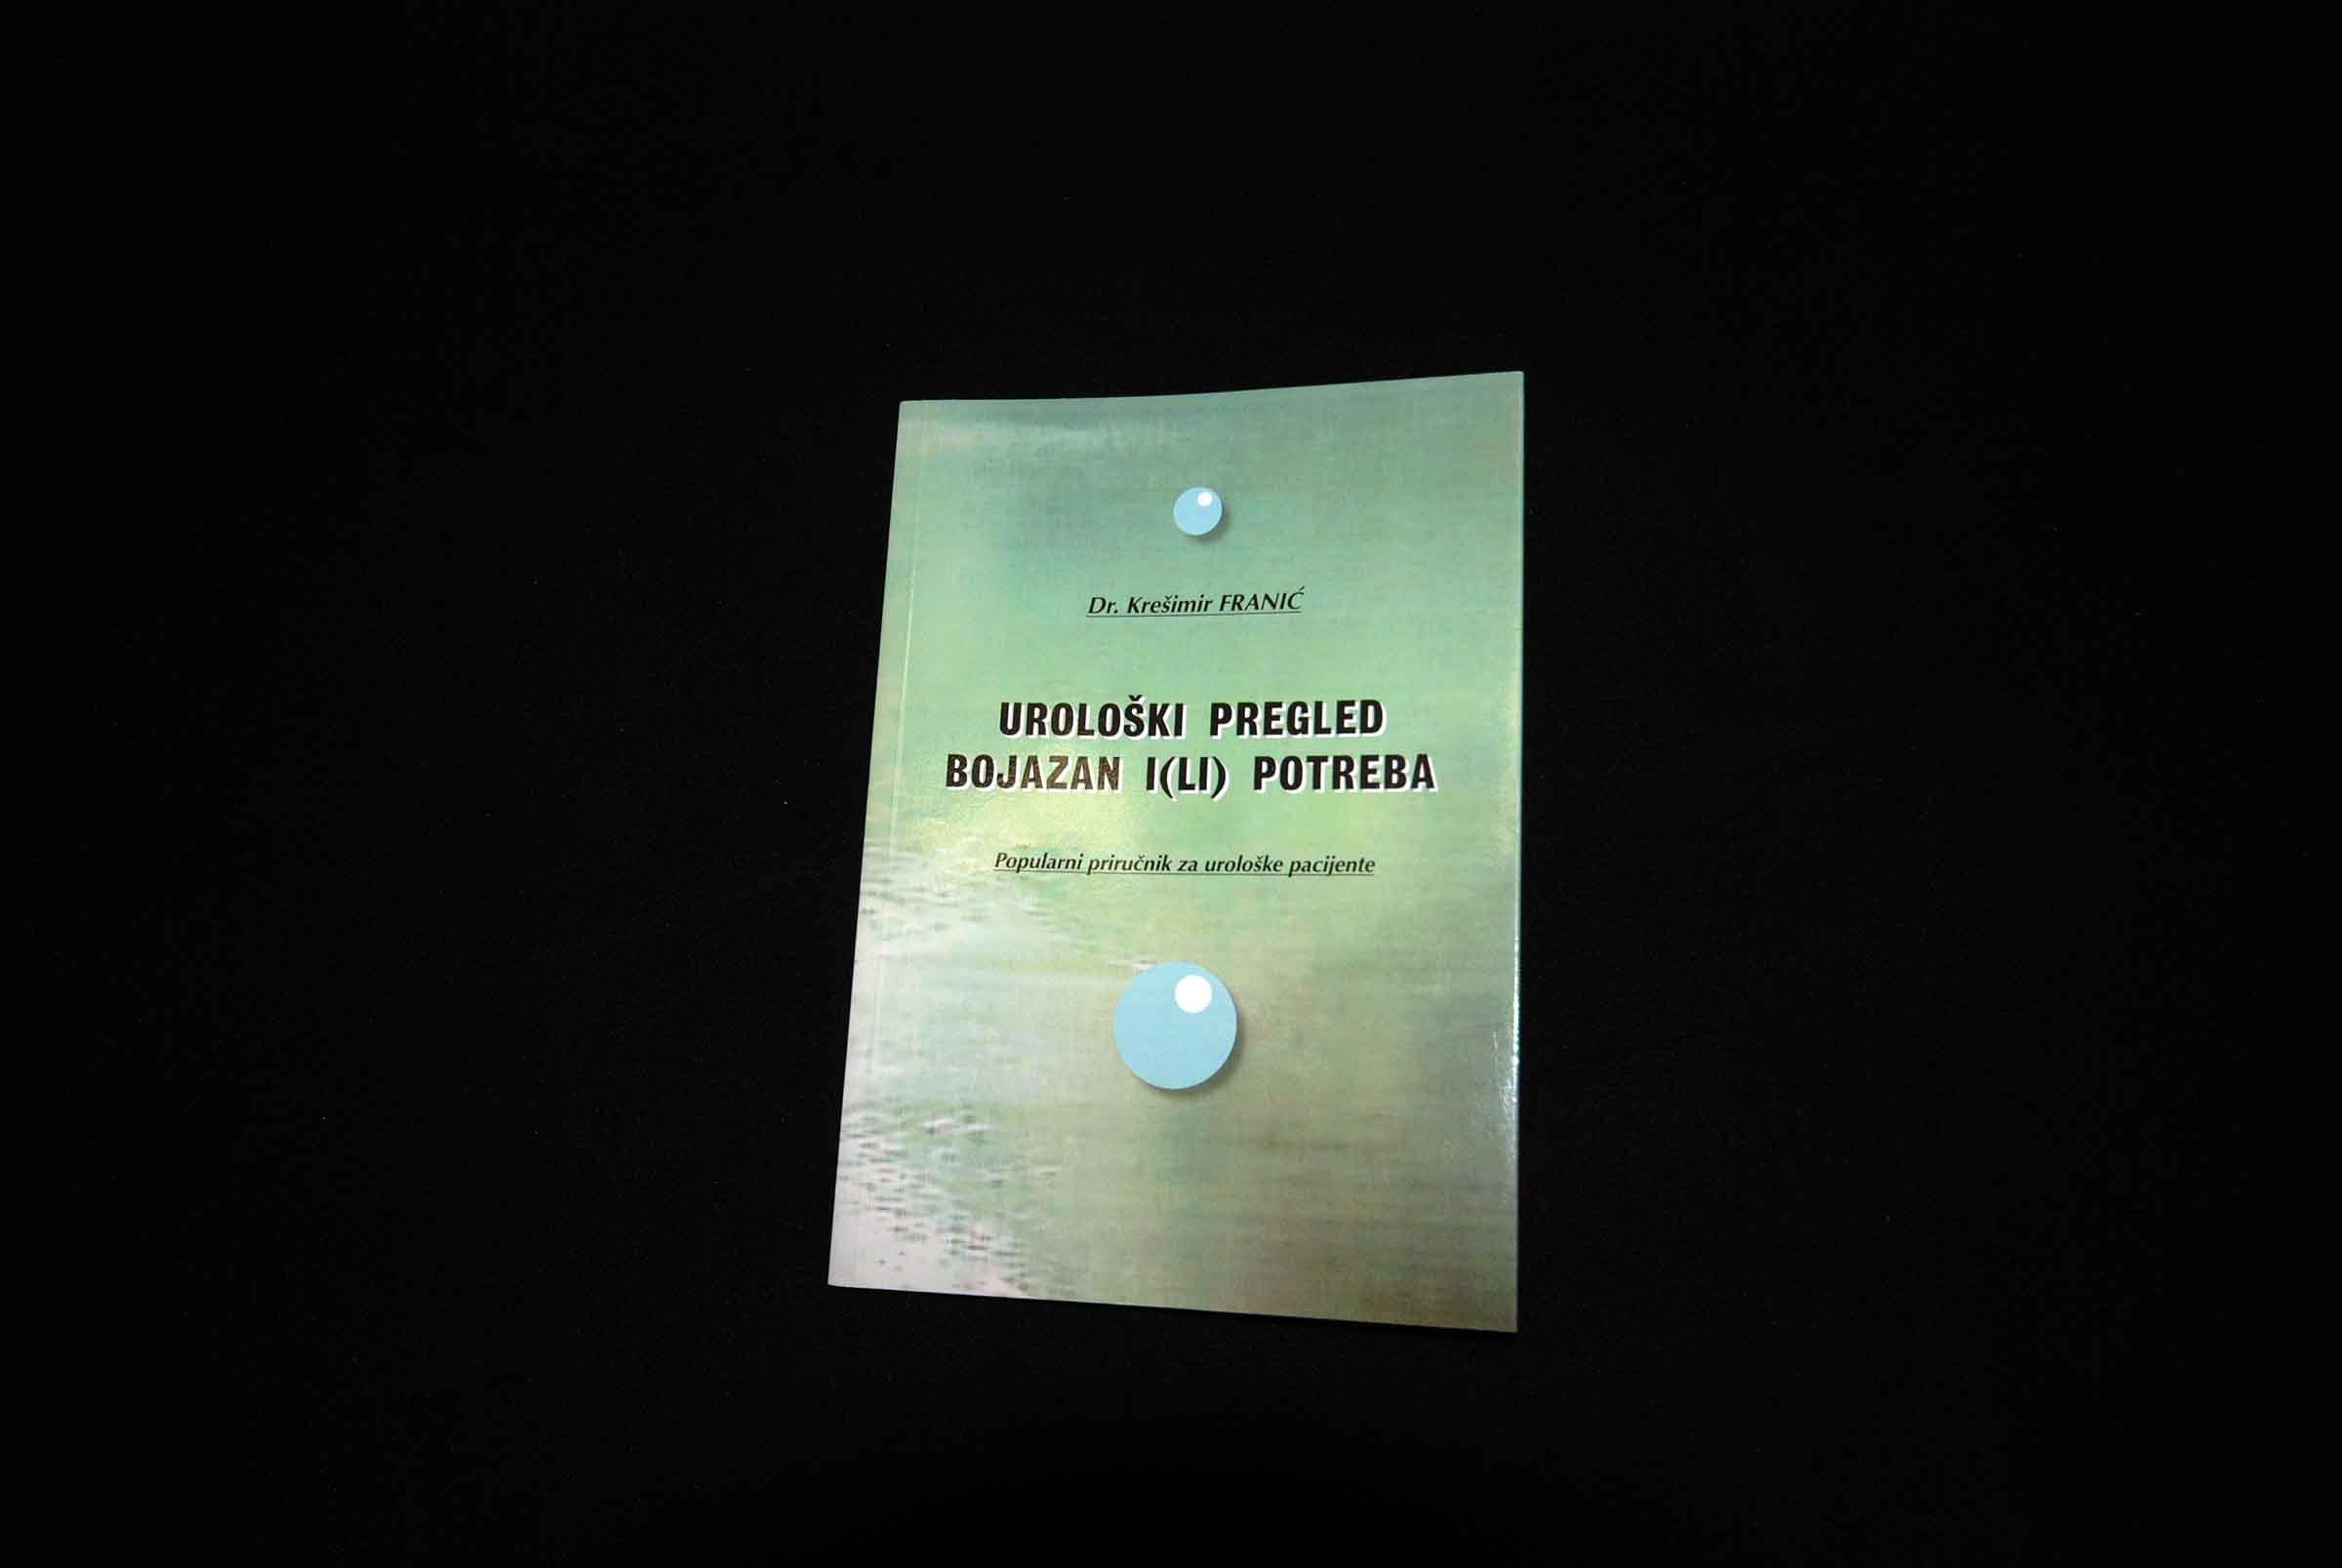 Dr. Krešimir FRANIĆ
UROLOŠKI PREGLED
BOJAZAN I(LI) POTREBA
Popularni priručnik za urološke pacijente